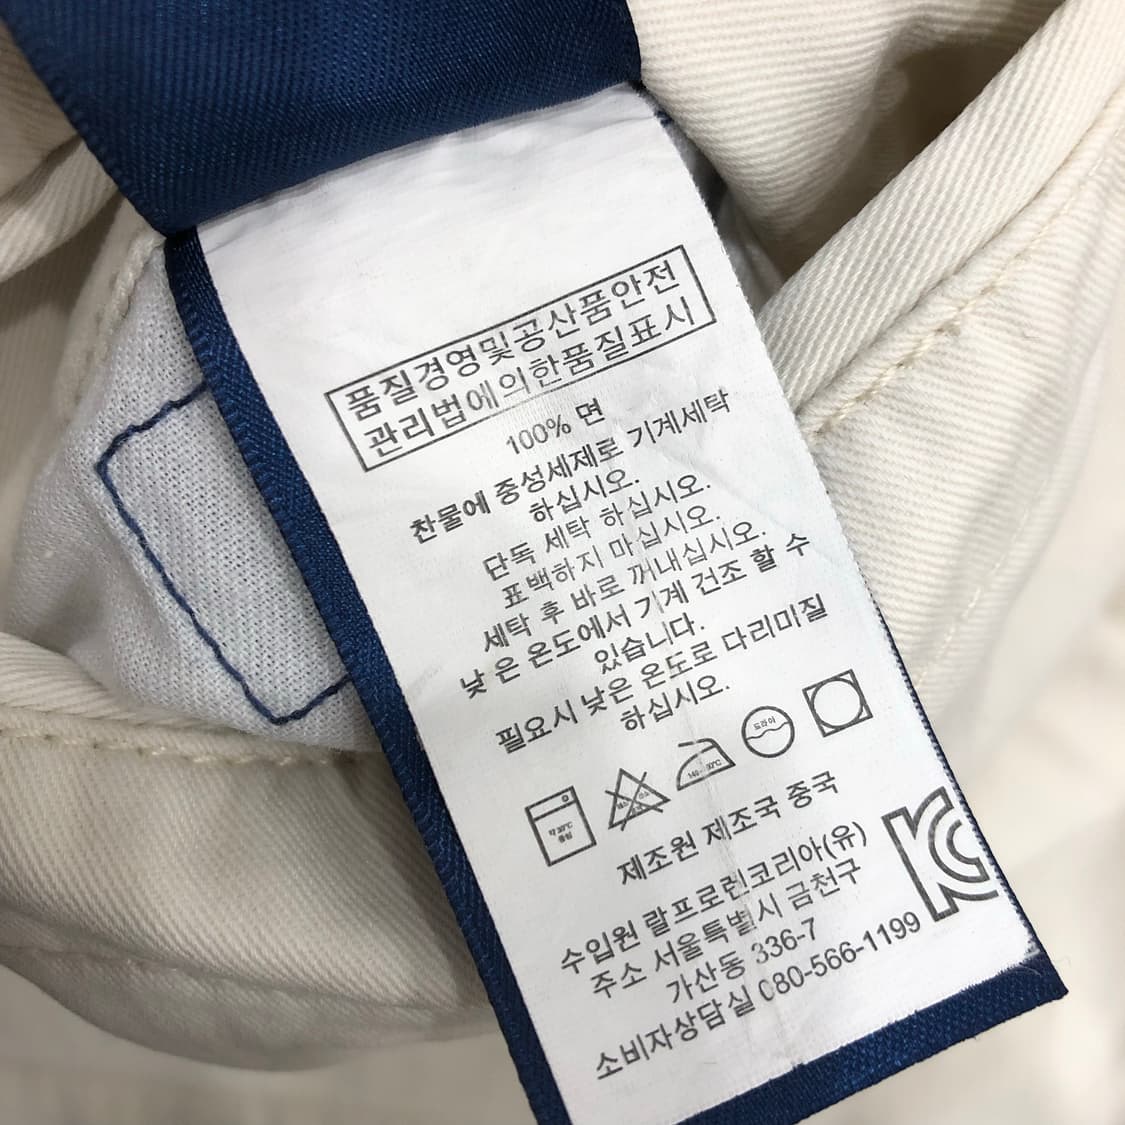 품질경영및공산품안전
관리법에의한품질표시
100% 면
찬물에 중성세제로 기계세탁
하십시오.
단독 세탁 하십시오.
표백하지 마십시오.
세탁 후 바로 꺼내십시오.
낮 은 온도에서 기계 건조 할 수
있습니다.
필요시 낮은 온도로 다리미질
하십시오.
드라이
제조원 제조국 중국
수입원 랄프로렌코리아(유)
주소 서울특별시 금천구
가산동 336-7
소비자상담실 080-566-1199